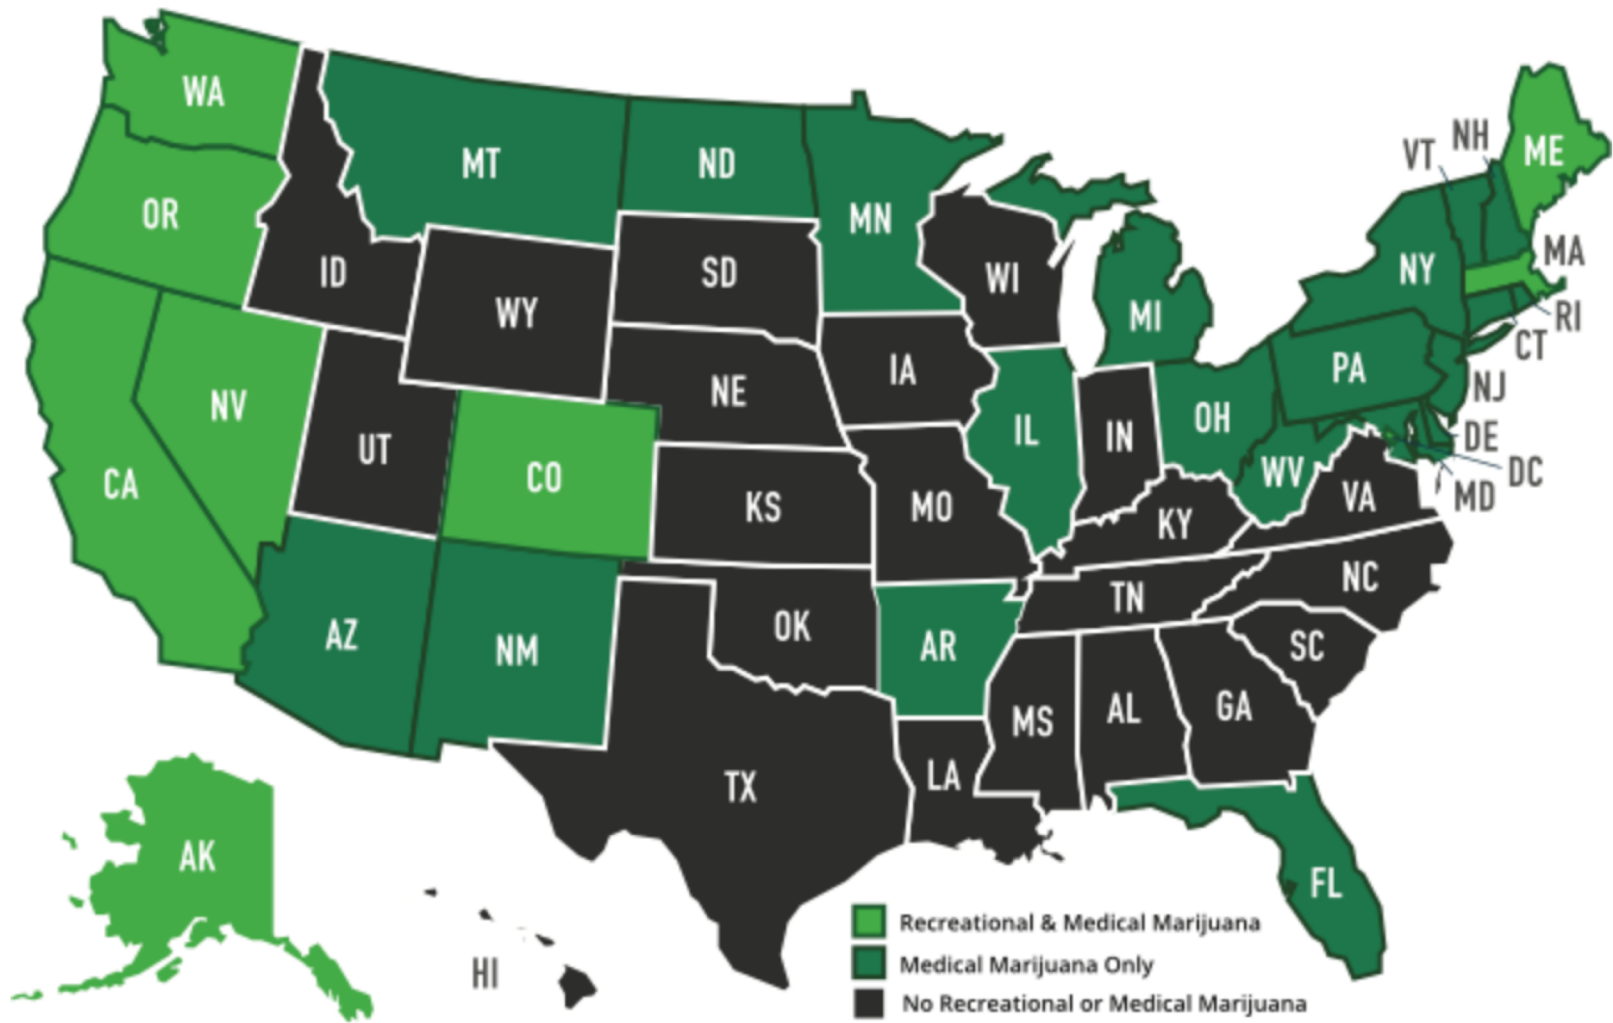 WA
OR
CA
NV
ID
MT
WY
UT
CO
AZ
NM
ND
SD
NE
KS
OK
TX
MN
IA
MO
AR
LA
WI
IL
MI
IN
OH
KY
TN
MS
AL
GA
FL
SC
NC
VA
WV
PA
NY
VT
NH
ME
MA
RI
CT
NJ
DE
DC
MD
AK
HI
Recreational & Medical Marijuana
Medical Marijuana Only
No Recreational or Medical Marijuana